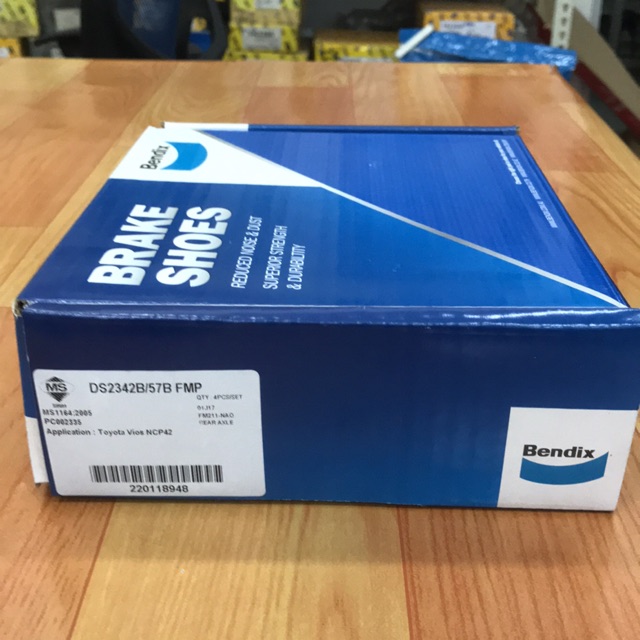 Bendix
BRAKE
SHOES
REDUCED NOISE & DUST
SUPERIOR STRENGTH
& DURABILITY
MS
DS2342B/57B FMP
QTY : 4PCS/SET
MS1164:2005
PC002335
FM211-NAO
REAR AXLE
Application : Toyota Vios NCP42
220118948
Bendix